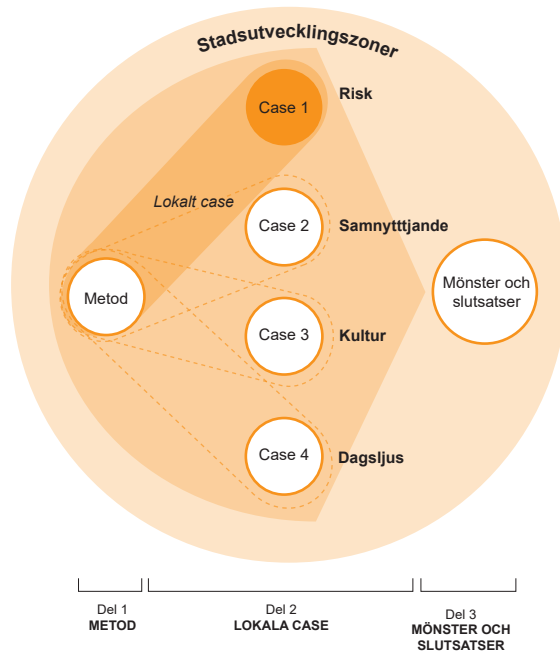 Stadsutvecklingszoner
Risk
Case 1
Lokalt case
Case 2
Samnytttjande
Metod
Mönster och
slutsatser
Case 3
Kultur
Case 4
Dagsljus
Del 1
METOD
Del 2
LOKALA CASE
Del 3
MÖNSTER OCH
SLUTSATSER